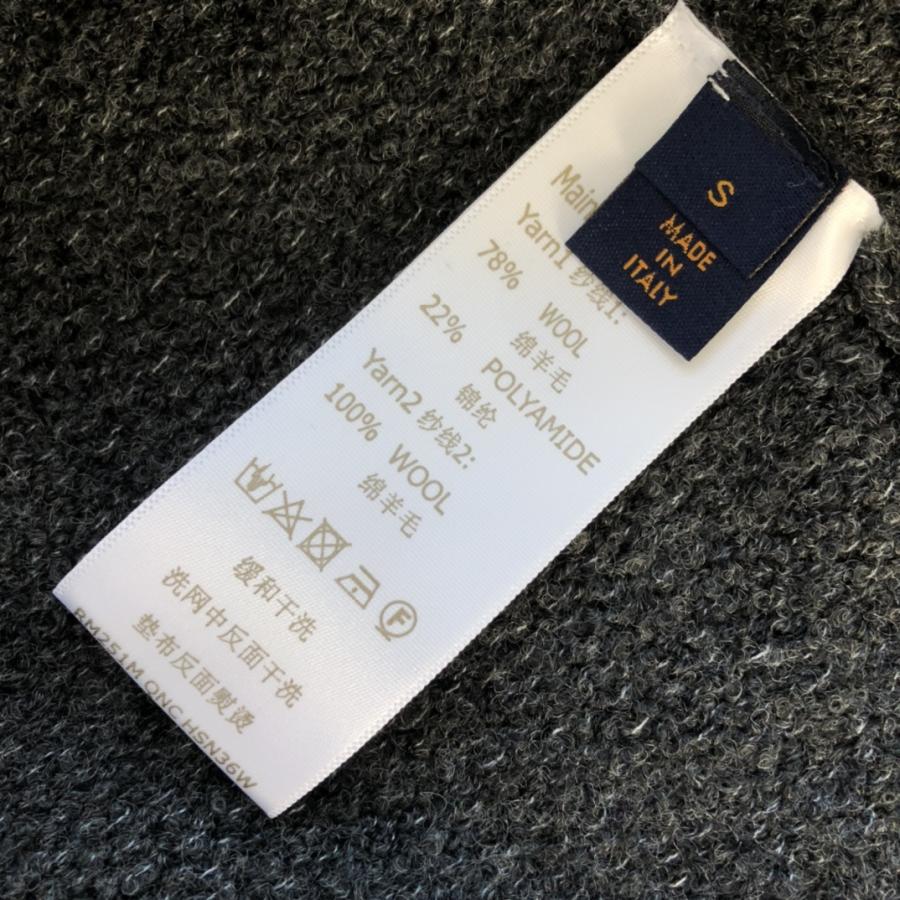 S
MADE
IN
ITALY
Main
Yarn1 纱线1:
78% WOOL
绵羊毛
22% POLYAMIDE
锦纶
Yarn2 纱线2:
100% WOOL
绵羊毛
F
缓和干洗
洗网中反面干洗
垫布反面熨烫
RM251M QNC HSN36W